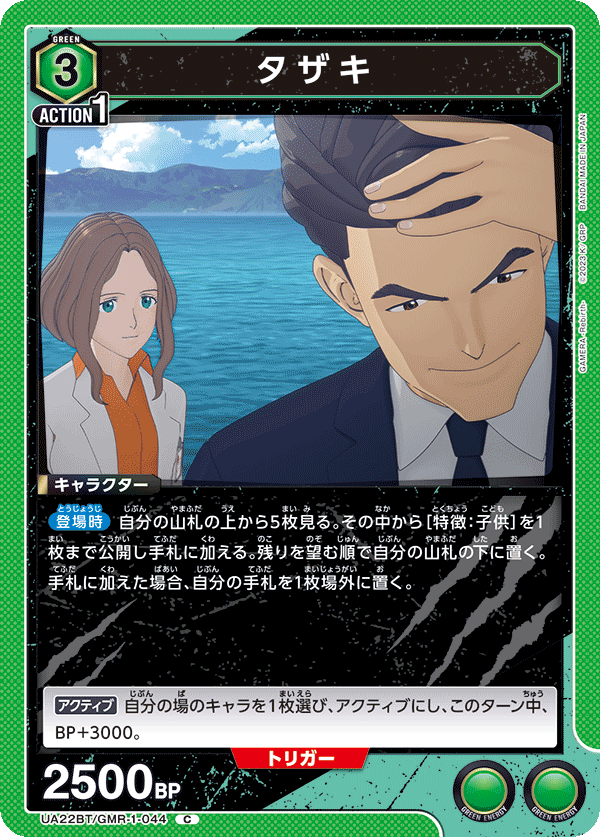 GREEN
3
タザキ
ACTION 1
GAMERA -Rebirth- ©2023 K/GRP BANDAI MADE IN JAPAN
キャラクター
登場時 自分の山札の上から5枚見る。その中から[特徴:子供]を1
枚まで公開し手札に加える。残りを望む順で自分の山札の下に置く。
手札に加えた場合、自分の手札を1枚場外に置く。
アクティブ 自分の場のキャラを1枚選び、アクティブにし、このターン中、
BP+3000。
トリガー
2500 BP
GREEN ENERGY
GREEN ENERGY
UA22BT/GMR-1-044 C